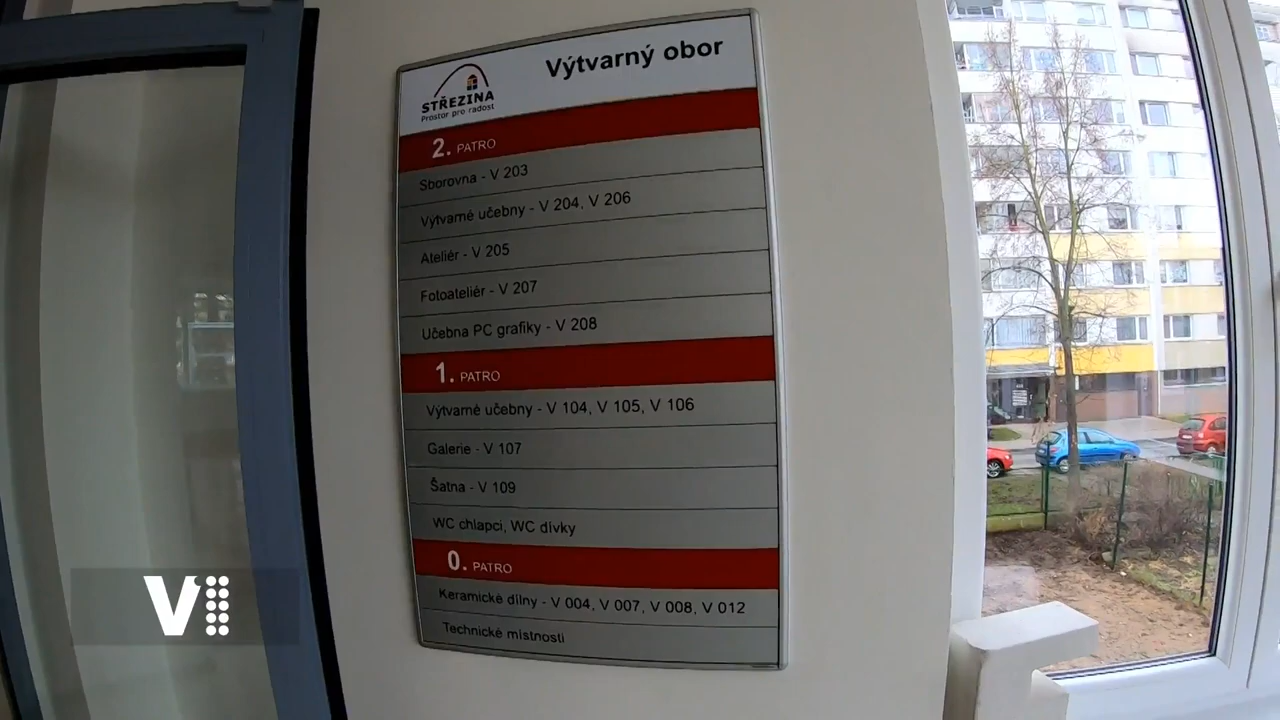 STŘEZINA
Prostor pro radost
Výtvarný obor
2. PATRO
Sborovna - V 203
Výtvarné učebny - V 204, V 206
Ateliér - V 205
Fotoateliér - V 207
Učebna PC grafiky - V 208
1. PATRO
Výtvarné učebny - V 104, V 105, V 106
Galerie - V 107
Šatna - V 109
WC chlapci, WC dívky
0. PATRO
Keramické dílny - V 004, V 007, V 008, V 012
Technické místnosti
V